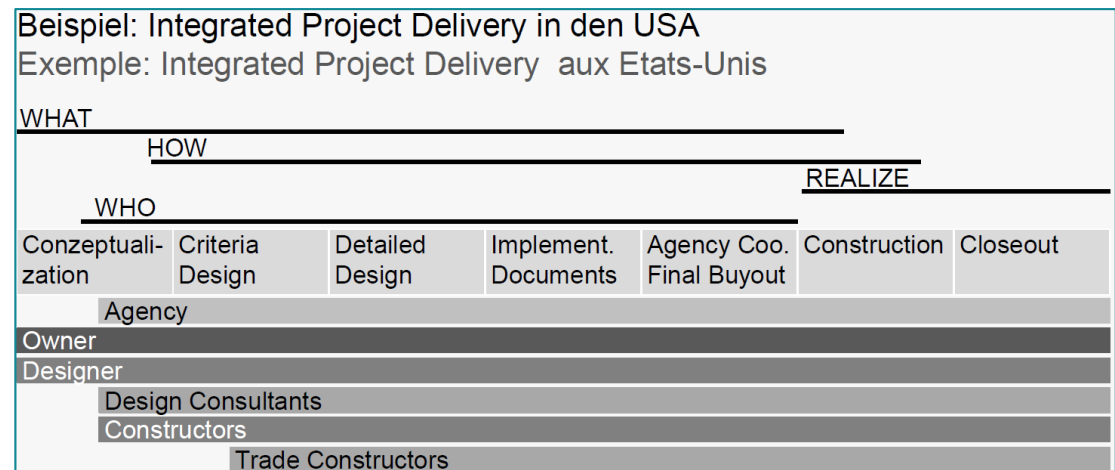 Beispiel: Integrated Project Delivery in den USA
Exemple: Integrated Project Delivery aux Etats-Unis
WHAT
HOW
REALIZE
WHO
Conzeptuali-
zation
Criteria
Design
Detailed
Design
Implement.
Documents
Agency Coo.
Final Buyout
Construction
Closeout
Agency
Owner
Designer
Design Consultants
Constructors
Trade Constructors